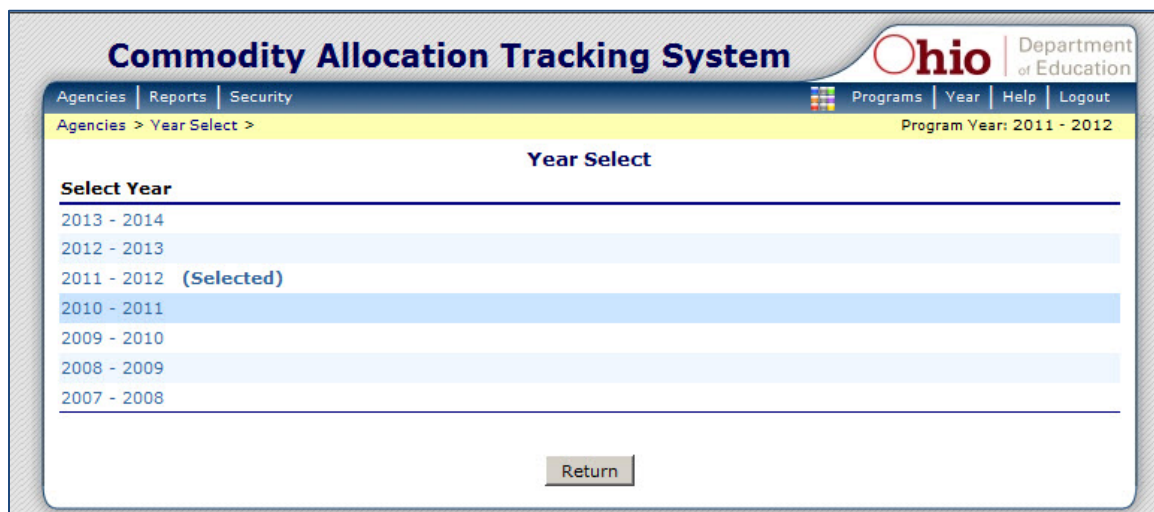 Commodity Allocation Tracking System
Ohio Department
of Education
Agencies | Reports | Security Programs | Year | Help | Logout
Agencies > Year Select > Program Year: 2011 - 2012
Year Select
Select Year
2013 - 2014
2012 - 2013
2011 - 2012 (Selected)
2010 - 2011
2009 - 2010
2008 - 2009
2007 - 2008
Return